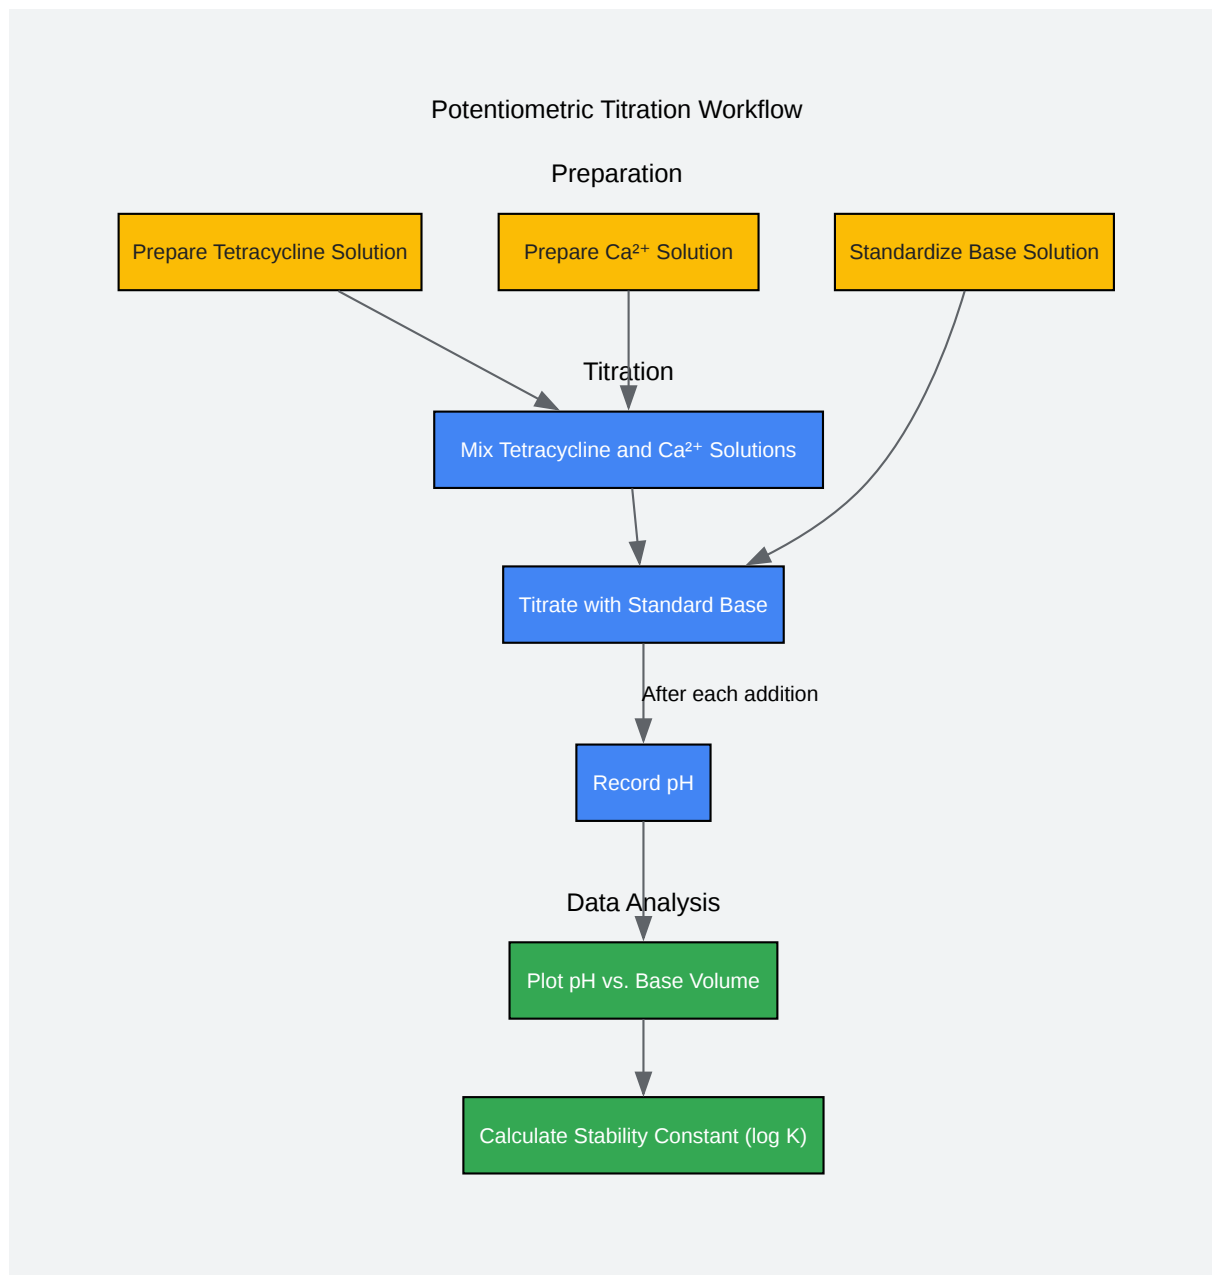 Potentiometric Titration Workflow
Preparation
Prepare Tetracycline Solution
Prepare Ca²⁺ Solution
Standardize Base Solution
Titration
Mix Tetracycline and Ca²⁺ Solutions
Titrate with Standard Base
After each addition
Record pH
Data Analysis
Plot pH vs. Base Volume
Calculate Stability Constant (log K)